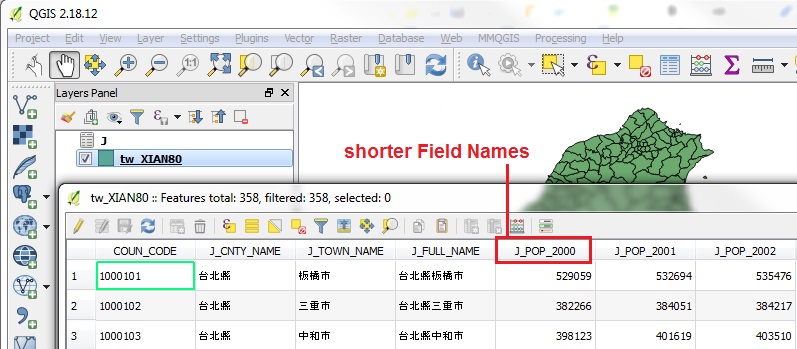 QGIS 2.18.12
Project Edit View Layer Settings Plugins Vector Raster Database Web MMQGIS Processing Help
1:1
Layers Panel
J
tw_XIAN80
shorter Field Names
tw_XIAN80 :: Features total: 358, filtered: 358, selected: 0
COUN_CODE J_CNTY_NAME J_TOWN_NAME J_FULL_NAME J_POP_2000 J_POP_2001 J_POP_2002
1 1000101 台北縣 板橋市 台北縣板橋市 529059 532694 535476
2 1000102 台北縣 三重市 台北縣三重市 382266 384051 384217
3 1000103 台北縣 中和市 台北縣中和市 398123 401619 403510